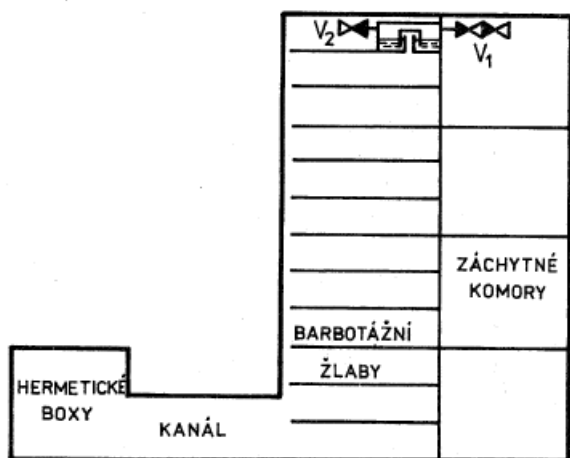 V2
V1
ZÁCHYTNÉ
KOMORY
BARBOTÁŽNÍ
ŽLABY
HERMETICKÉ
BOXY
KANÁL